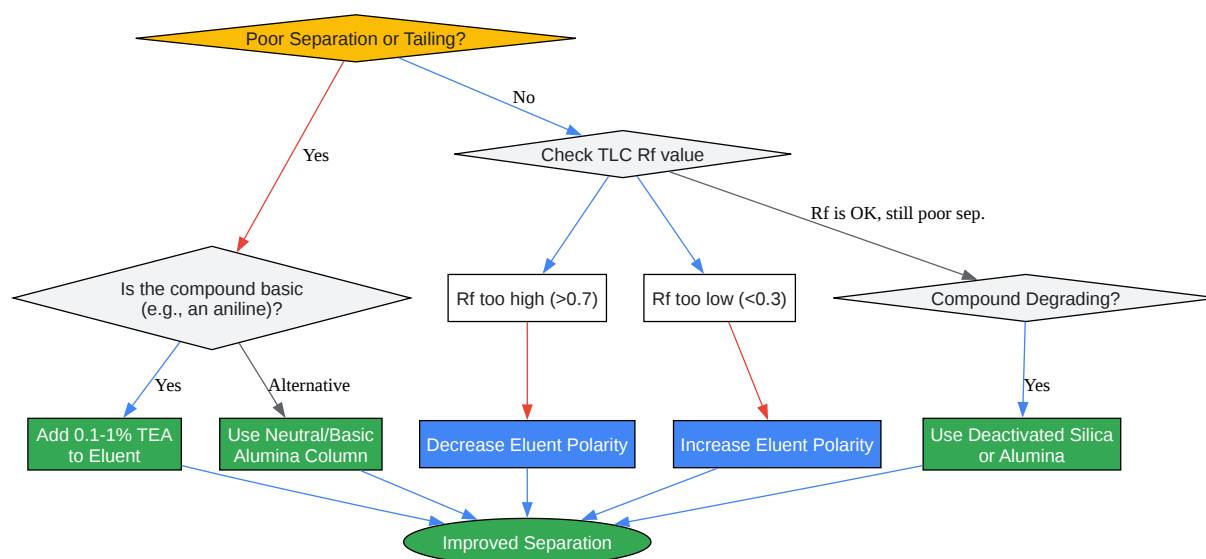 Poor Separation or Tailing?
No
Check TLC Rf value
Yes
Rf is OK, still poor sep.
Is the compound basic
(e.g., an aniline)?
Rf too high (>0.7)
Rf too low (<0.3)
Compound Degrading?
Yes
Alternative
Yes
Add 0.1-1% TEA
to Eluent
Use Neutral/Basic
Alumina Column
Decrease Eluent Polarity
Increase Eluent Polarity
Use Deactivated Silica
or Alumina
Improved Separation